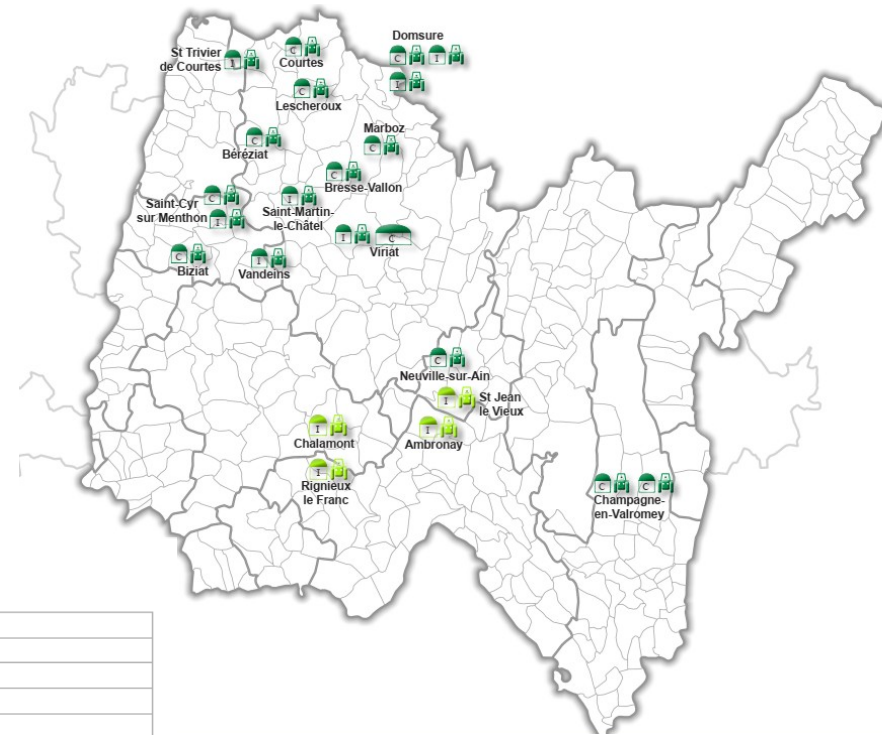 Domsure
C I
I
St Trivier
de Courtes
1
C
Courtes
C
Lescheroux
C
Béréziat
Marboz
C
C
Bresse-Vallon
Saint-Cyr
sur Menthon
C
I
I
Saint-Martin-
le-Châtel
I C
Viriat
C
Biziat
I
Vandeins
C
Neuville-sur-Ain
I
St Jean
le Vieux
I
Chalamont
I
Ambronay
I
Rignieux
le Franc
C C
Champagne-
en-Valromey